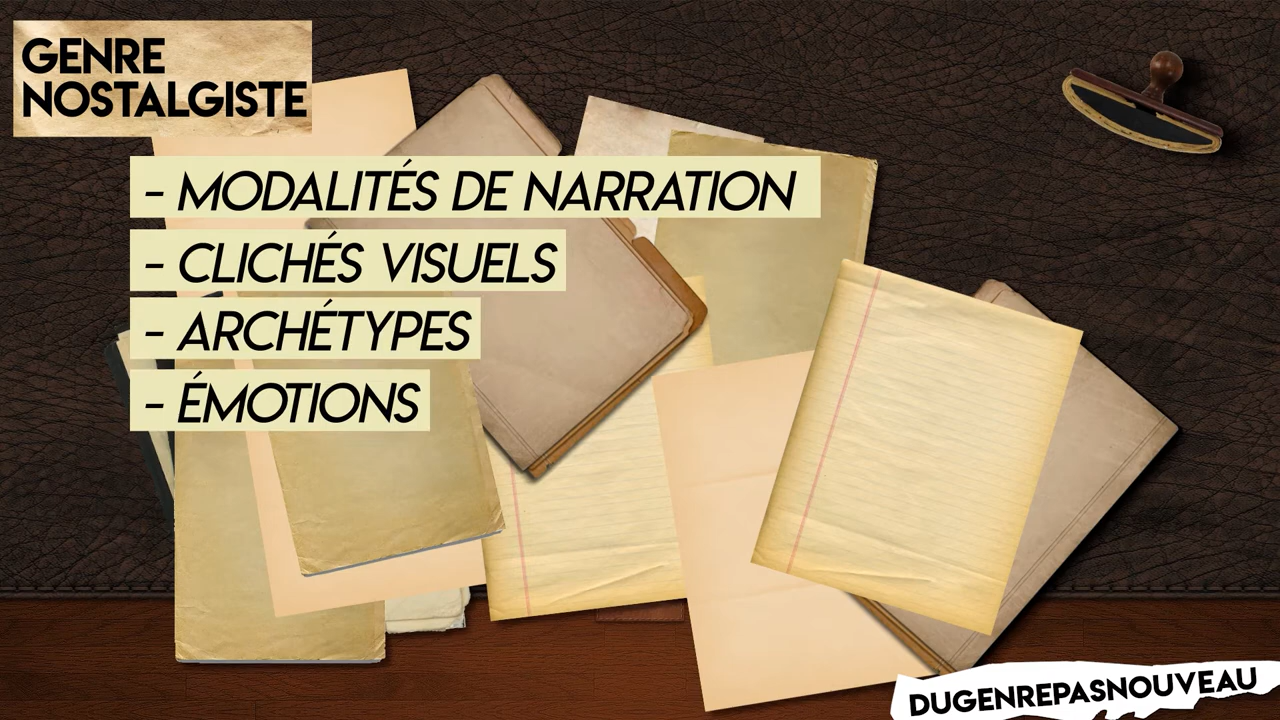 GENRE
NOSTALGISTE
- MODALITÉS DE NARRATION
- CLICHÉS VISUELS
- ARCHÉTYPES
- ÉMOTIONS
DUGENREPASNOUVEAU